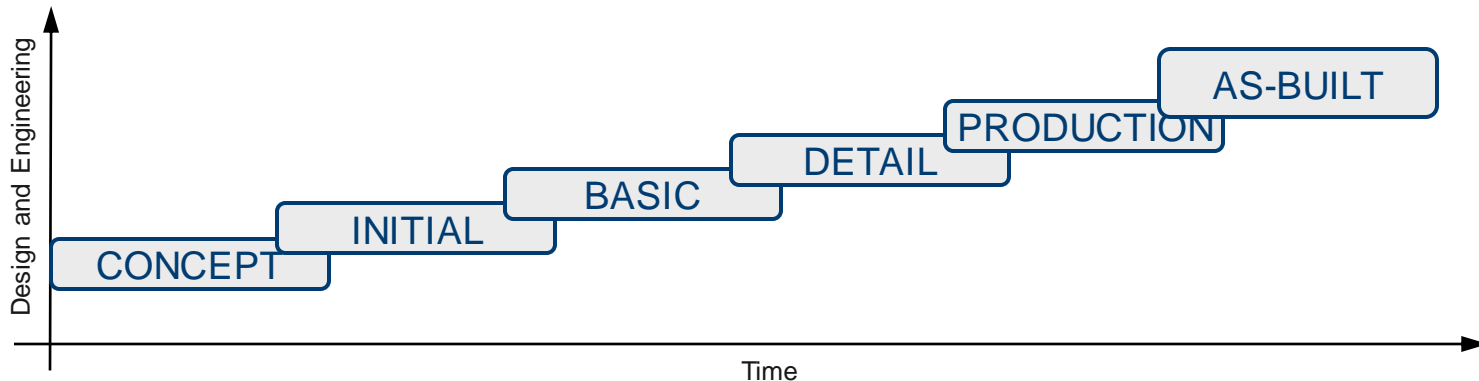 Design and Engineering
CONCEPT
INITIAL
BASIC
DETAIL
PRODUCTION
AS-BUILT
Time